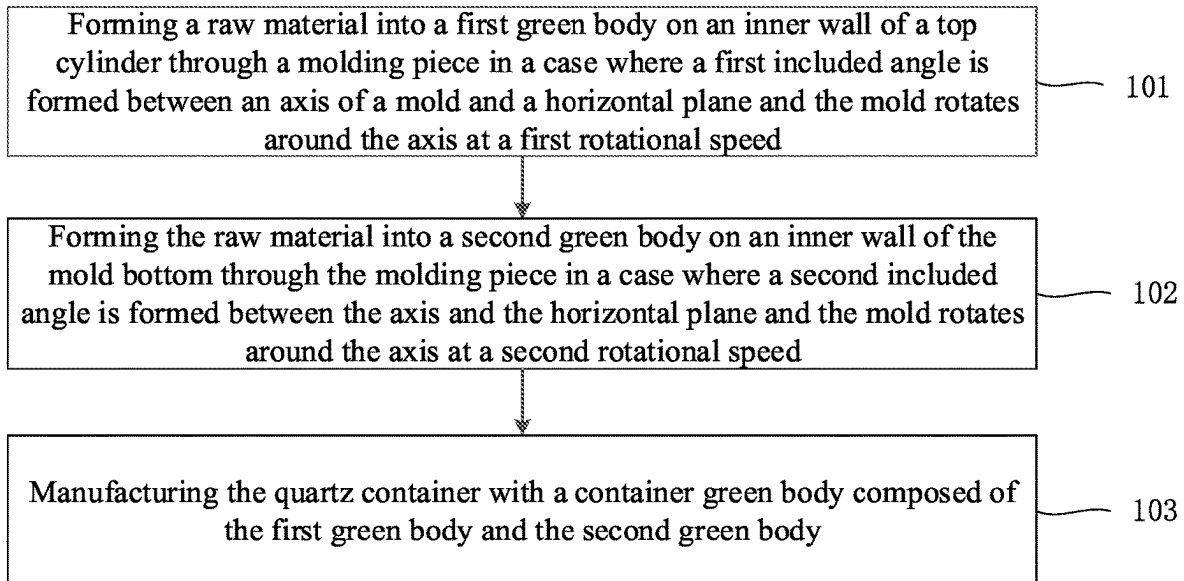 Forming a raw material into a first green body on an inner wall of a top
cylinder through a molding piece in a case where a first included angle is
formed between an axis of a mold and a horizontal plane and the mold rotates
around the axis at a first rotational speed
101
Forming the raw material into a second green body on an inner wall of the
mold bottom through the molding piece in a case where a second included
angle is formed between the axis and the horizontal plane and the mold rotates
around the axis at a second rotational speed
102
Manufacturing the quartz container with a container green body composed of
the first green body and the second green body
103